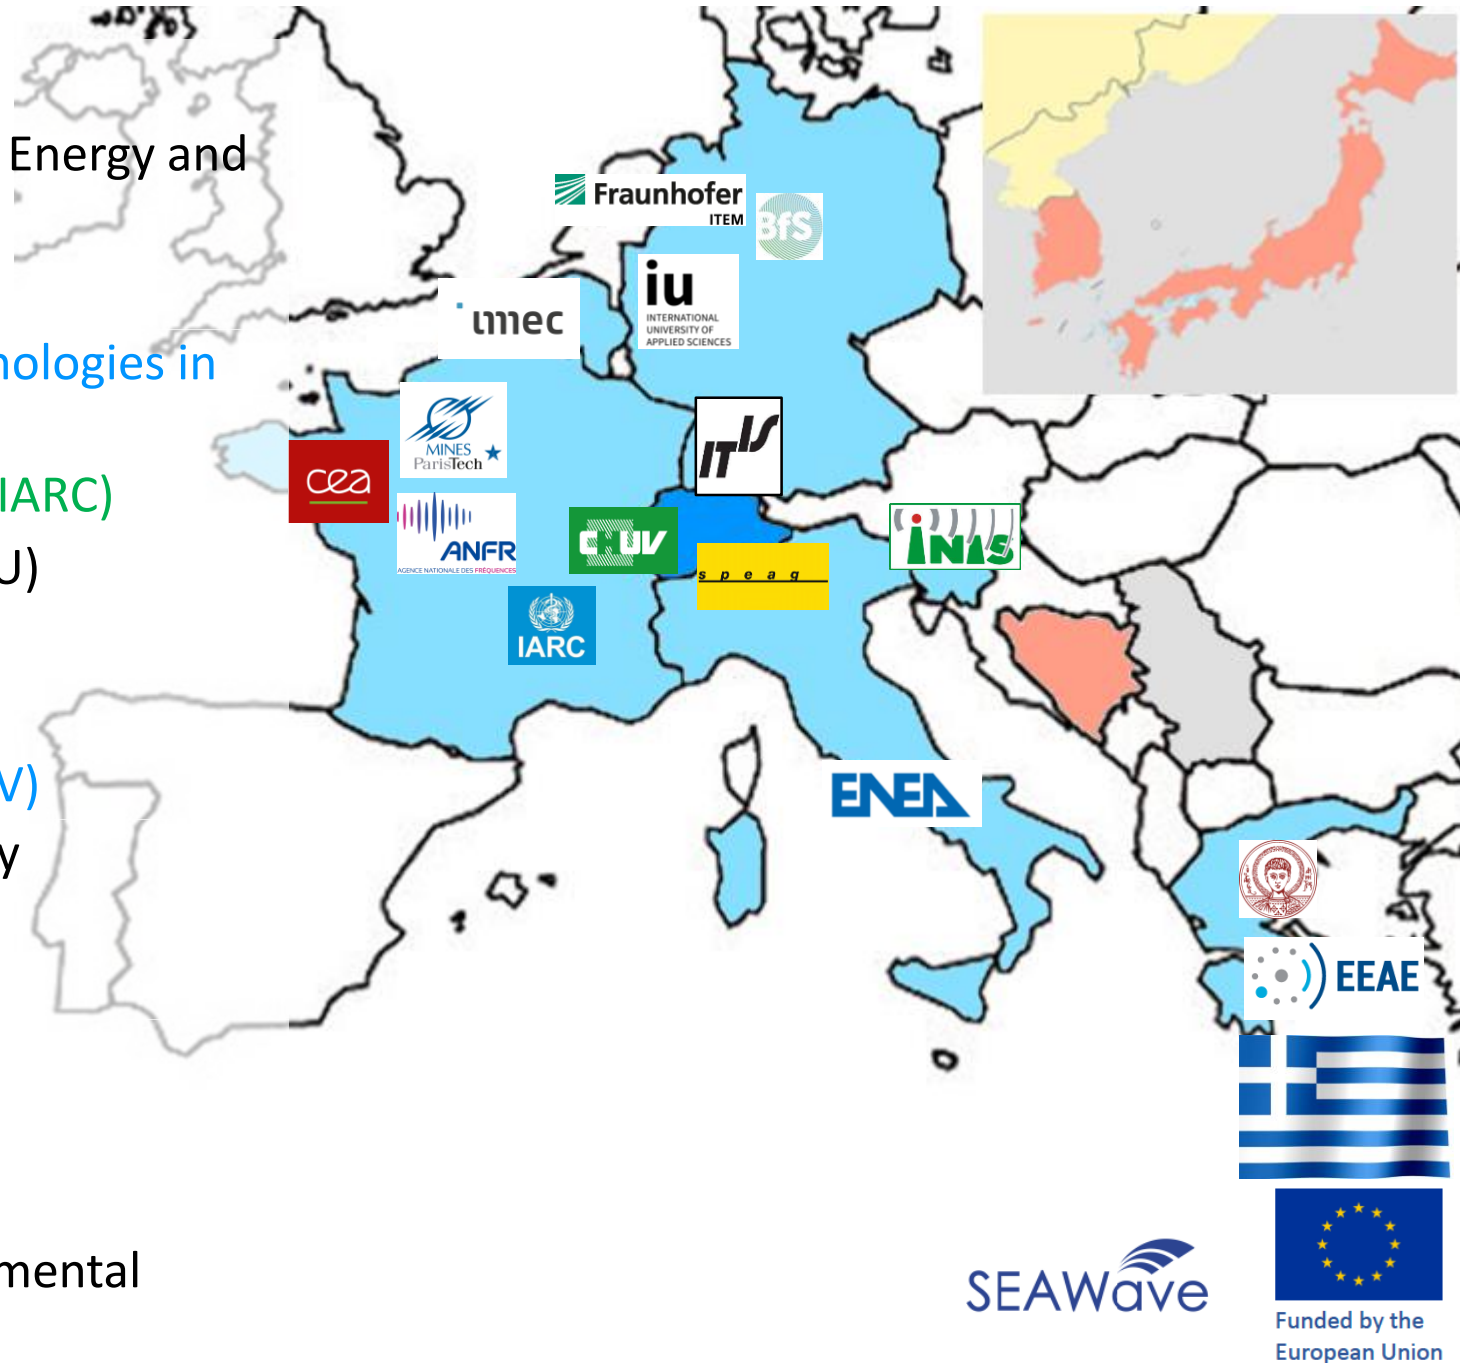 Energy and
Fraunhofer
ITEM
BfS
iu
INTERNATIONAL
UNIVERSITY OF
APPLIED SCIENCES
imec
nologies in
MINES
ParisTech
IT'IS
cea
IARC)
ANFR
AGENCE NATIONALE DES FRÉQUENCES
CHUV
iNIS
U)
speag
IARC
V)
ENEA
y
EEAE
mental
SEAWave
Funded by the
European Union